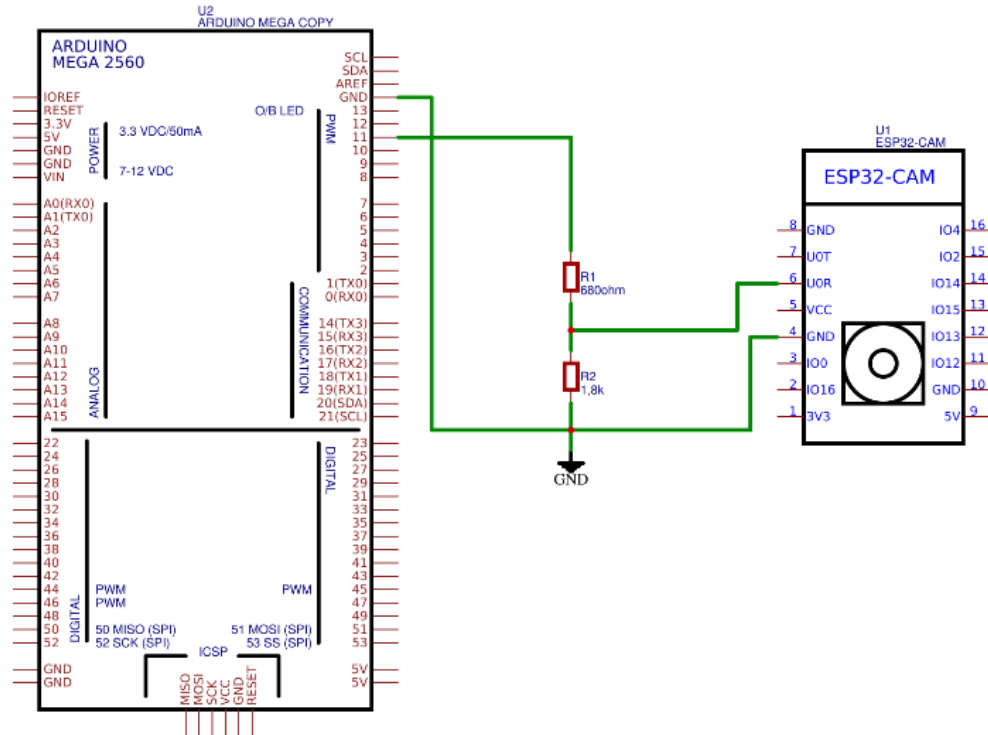 U2
ARDUINO MEGA COPY
ARDUINO
MEGA 2560
SCL
SDA
AREF
GND
13
12
11
10
9
8
7
6
5
4
3
2
1(TX0)
0(RX0)
14(TX3)
15(RX3)
16(TX2)
17(RX2)
18(TX1)
19(RX1)
20(SDA)
21(SCL)
O/B LED
PWM
COMMUNICATION
IOREF
RESET
3.3V
5V
GND
GND
VIN
POWER
3.3 VDC/50mA
7-12 VDC
A0(RX0)
A1(TX0)
A2
A3
A4
A5
A6
A7
A8
A9
A10
A11
A12
A13
A14
A15
ANALOG
22
24
26
28
30
32
34
36
38
40
42
44
46
48
50
52
DIGITAL
PWM
PWM
50 MISO (SPI)
52 SCK (SPI)
23
25
27
29
31
33
35
37
39
41
43
45
47
49
51
53
DIGITAL
PWM
51 MOSI (SPI)
53 SS (SPI)
GND
GND
5V
5V
ICSP
MISO
MOSI
SCK
VCC
GND
RESET
R1
680ohm
R2
1,8k
GND
U1
ESP32-CAM
ESP32-CAM
8 GND
7 U0T
6 U0R
5 VCC
4 GND
3 IO0
2 IO16
1 3V3
IO4 16
IO2 15
IO14 14
IO15 13
IO13 12
IO12 11
GND 10
5V 9